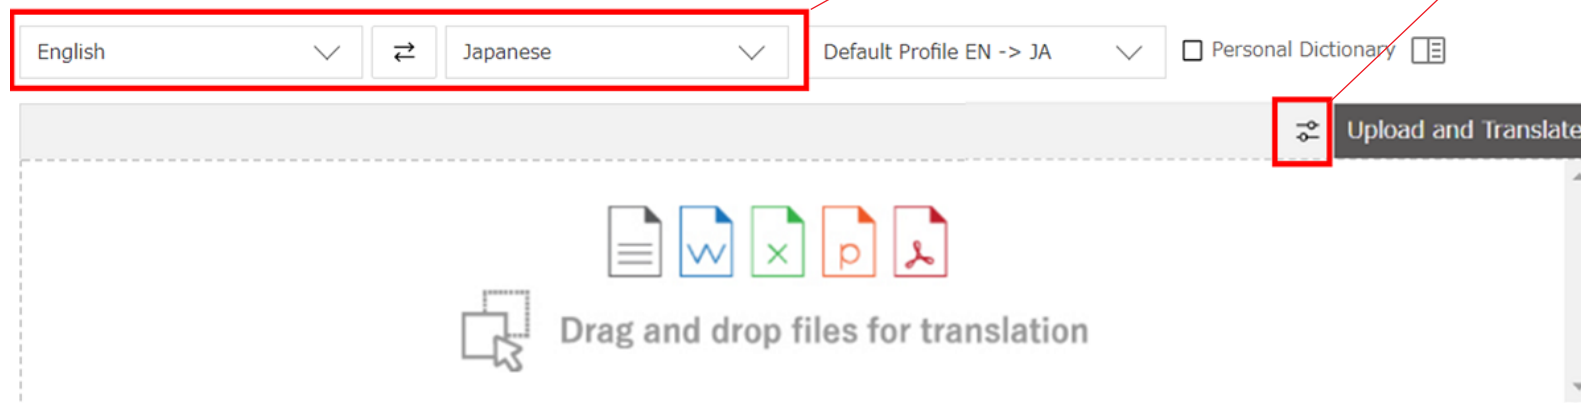 English Japanese Default Profile EN -> JA Personal Dictionary
Upload and Translate
W X P
Drag and drop files for translation